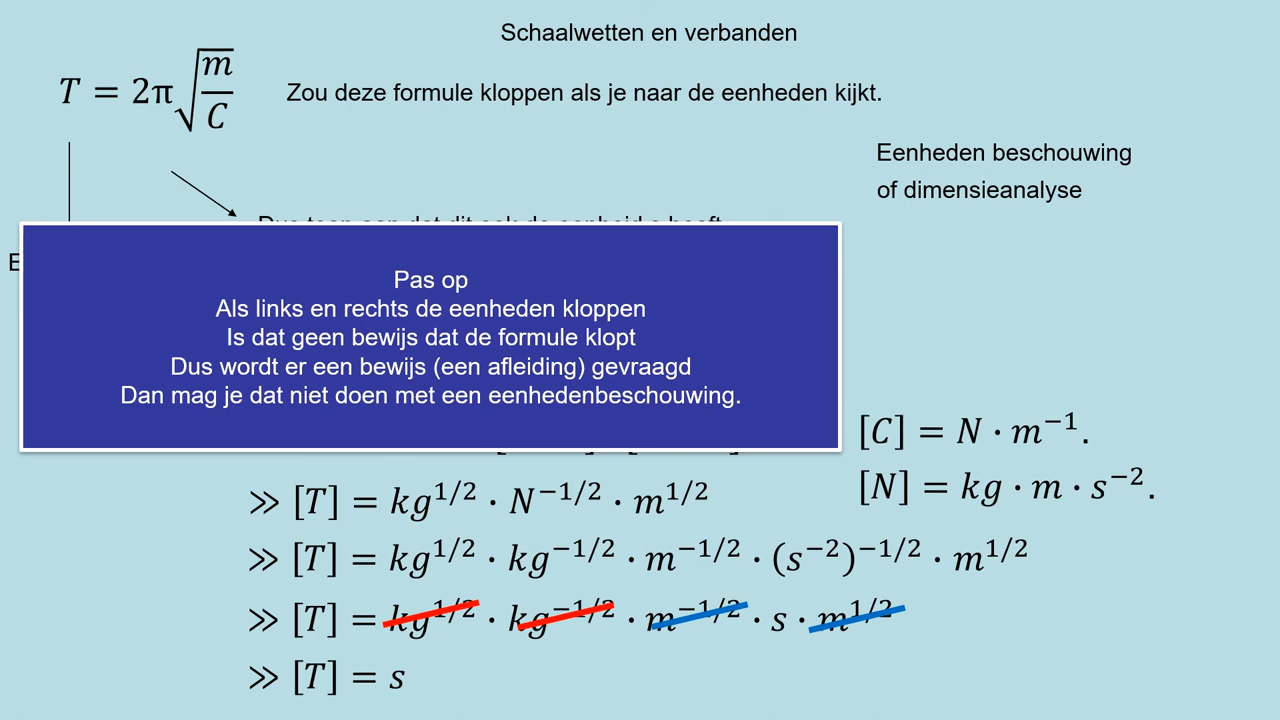 Schaalwetten en verbanden
T = 2π√(m/C)
Zou deze formule kloppen als je naar de eenheden kijkt.
Eenheden beschouwing
of dimensieanalyse
Pas op
Als links en rechts de eenheden kloppen
Is dat geen bewijs dat de formule klopt
Dus wordt er een bewijs (een afleiding) gevraagd
Dan mag je dat niet doen met een eenhedenbeschouwing.
[C] = N · m⁻¹.
[N] = kg · m · s⁻².
≫ [T] = kg^{1/2} · N^{−1/2} · m^{1/2}
≫ [T] = kg^{1/2} · kg^{−1/2} · m^{−1/2} · (s^{−2})^{−1/2} · m^{1/2}
≫ [T] = kg^{1/2} · kg^{−1/2} · m^{−1/2} · s · m^{1/2}
≫ [T] = s